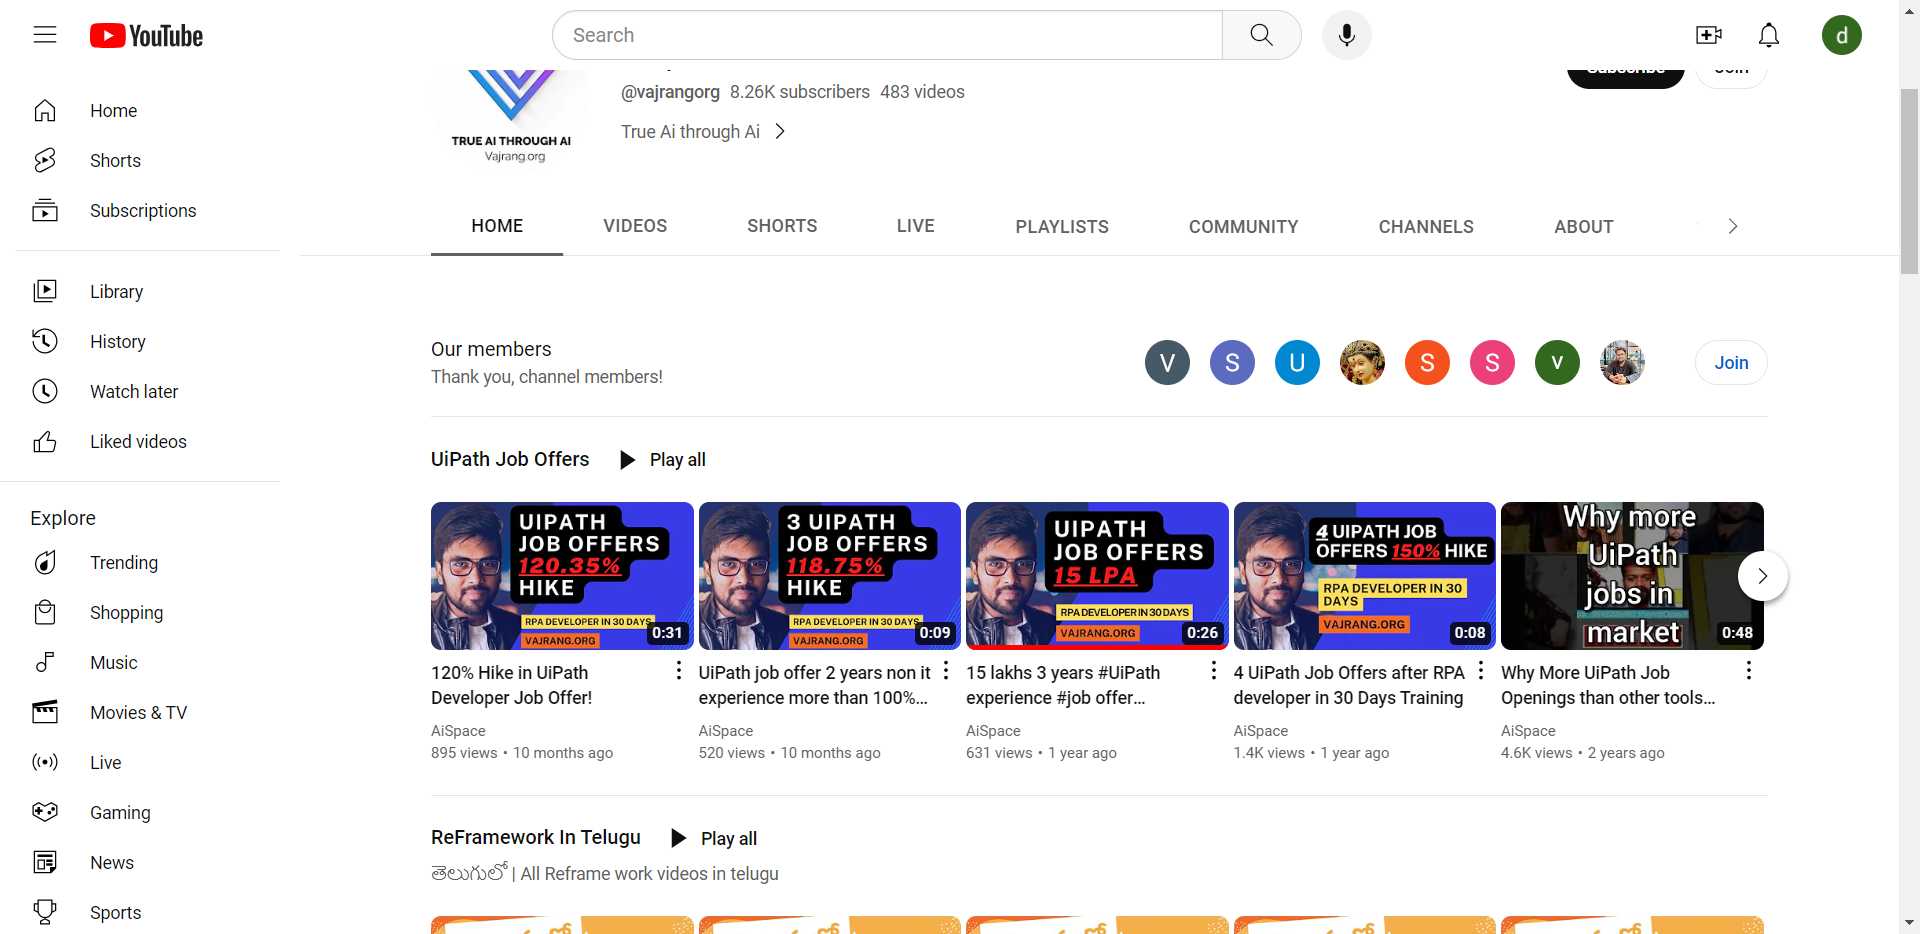 YouTube
Search
d
Home
Shorts
Subscriptions
Library
History
Watch later
Liked videos
Explore
Trending
Shopping
Music
Movies & TV
Live
Gaming
News
Sports
TRUE AI THROUGH AI
Vajrang.org
@vajrangorg 8.26K subscribers 483 videos
True Ai through Ai
Subscribe
Join
HOME VIDEOS SHORTS LIVE PLAYLISTS COMMUNITY CHANNELS ABOUT
Our members
Thank you, channel members!
V S U S S V
Join
UiPath Job Offers Play all
UIPATH
JOB OFFERS
120.35%
HIKE
RPA DEVELOPER IN 30 DAYS
VAJRANG.ORG
0:31
120% Hike in UiPath
Developer Job Offer!
AiSpace
895 views • 10 months ago
3 UIPATH
JOB OFFERS
118.75%
HIKE
RPA DEVELOPER IN 30 DAYS
VAJRANG.ORG
0:09
UiPath job offer 2 years non it
experience more than 100%...
AiSpace
520 views • 10 months ago
UIPATH
JOB OFFERS
15 LPA
RPA DEVELOPER IN 30 DAYS
VAJRANG.ORG
0:26
15 lakhs 3 years #UiPath
experience #job offer...
AiSpace
631 views • 1 year ago
4 UIPATH JOB
OFFERS 150% HIKE
RPA DEVELOPER IN 30
DAYS
VAJRANG.ORG
0:08
4 UiPath Job Offers after RPA
developer in 30 Days Training
AiSpace
1.4K views • 1 year ago
Why more
UiPath
jobs in
market
0:48
Why More UiPath Job
Openings than other tools...
AiSpace
4.6K views • 2 years ago
ReFramework In Telugu Play all
తెలుగులో | All Reframe work videos in telugu